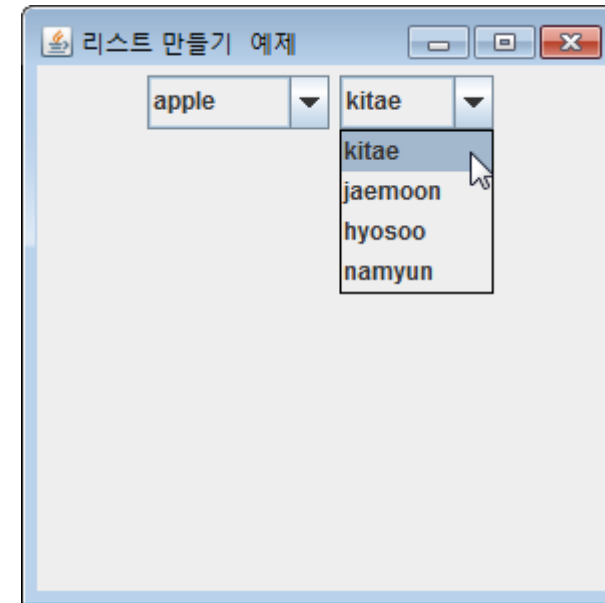 리스트 만들기 예제
apple kitae
kitae
jaemoon
hyosoo
namyun